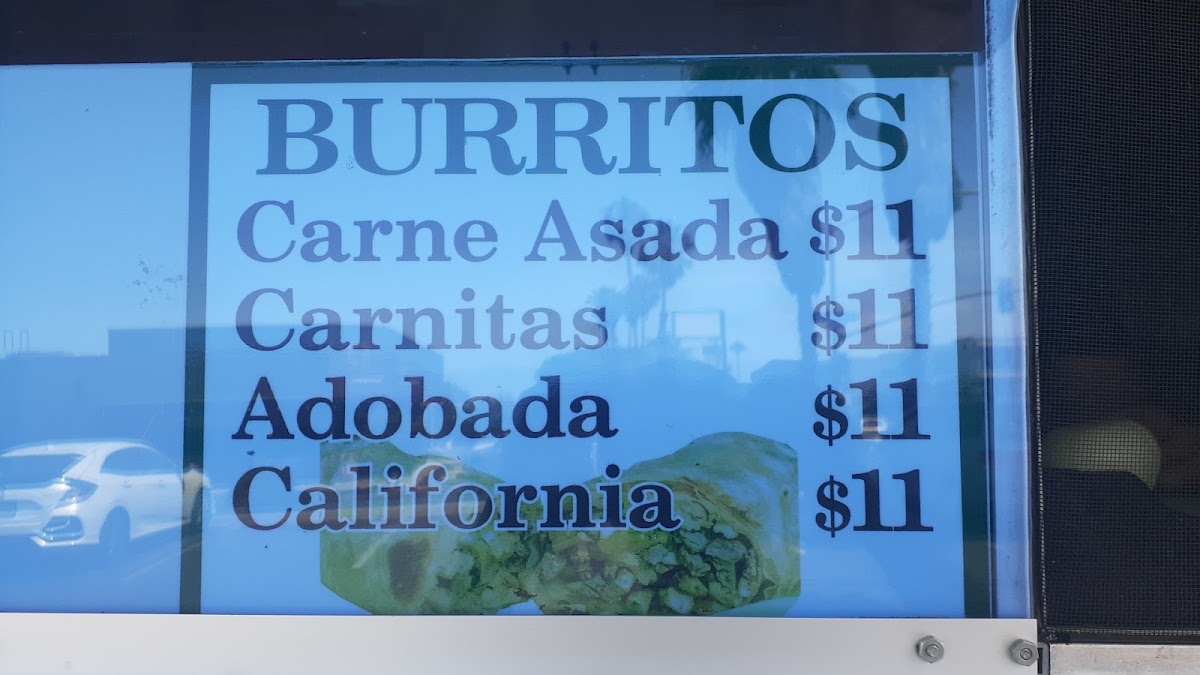 BURRITOS
Carne Asada $11
Carnitas $11
Adobada $11
California $11